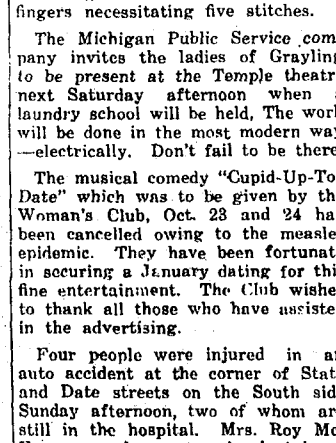 fingers necessitating five stitches.
The Michigan Public Service com-
pany invites the ladies of Grayling
to be present at the Temple theatr
next Saturday afternoon when
laundry school will be held, The wor
will be done in the most modern wa
—electrically. Don't fail to be there
The musical comedy "Cupid-Up-To
Date" which was to be given by th
Woman's Club, Oct. 23 and 24 ha
been cancelled owing to the measle
epidemic. They have been fortunat
in securing a January dating for thi
fine entertainment. The Club wishe
to thank all those who have assiste
in the advertising.
Four people were injured in a
auto accident at the corner of Stat
and Date streets on the South sid
Sunday afternoon, two of whom a
still in the hospital. Mrs. Roy Mc